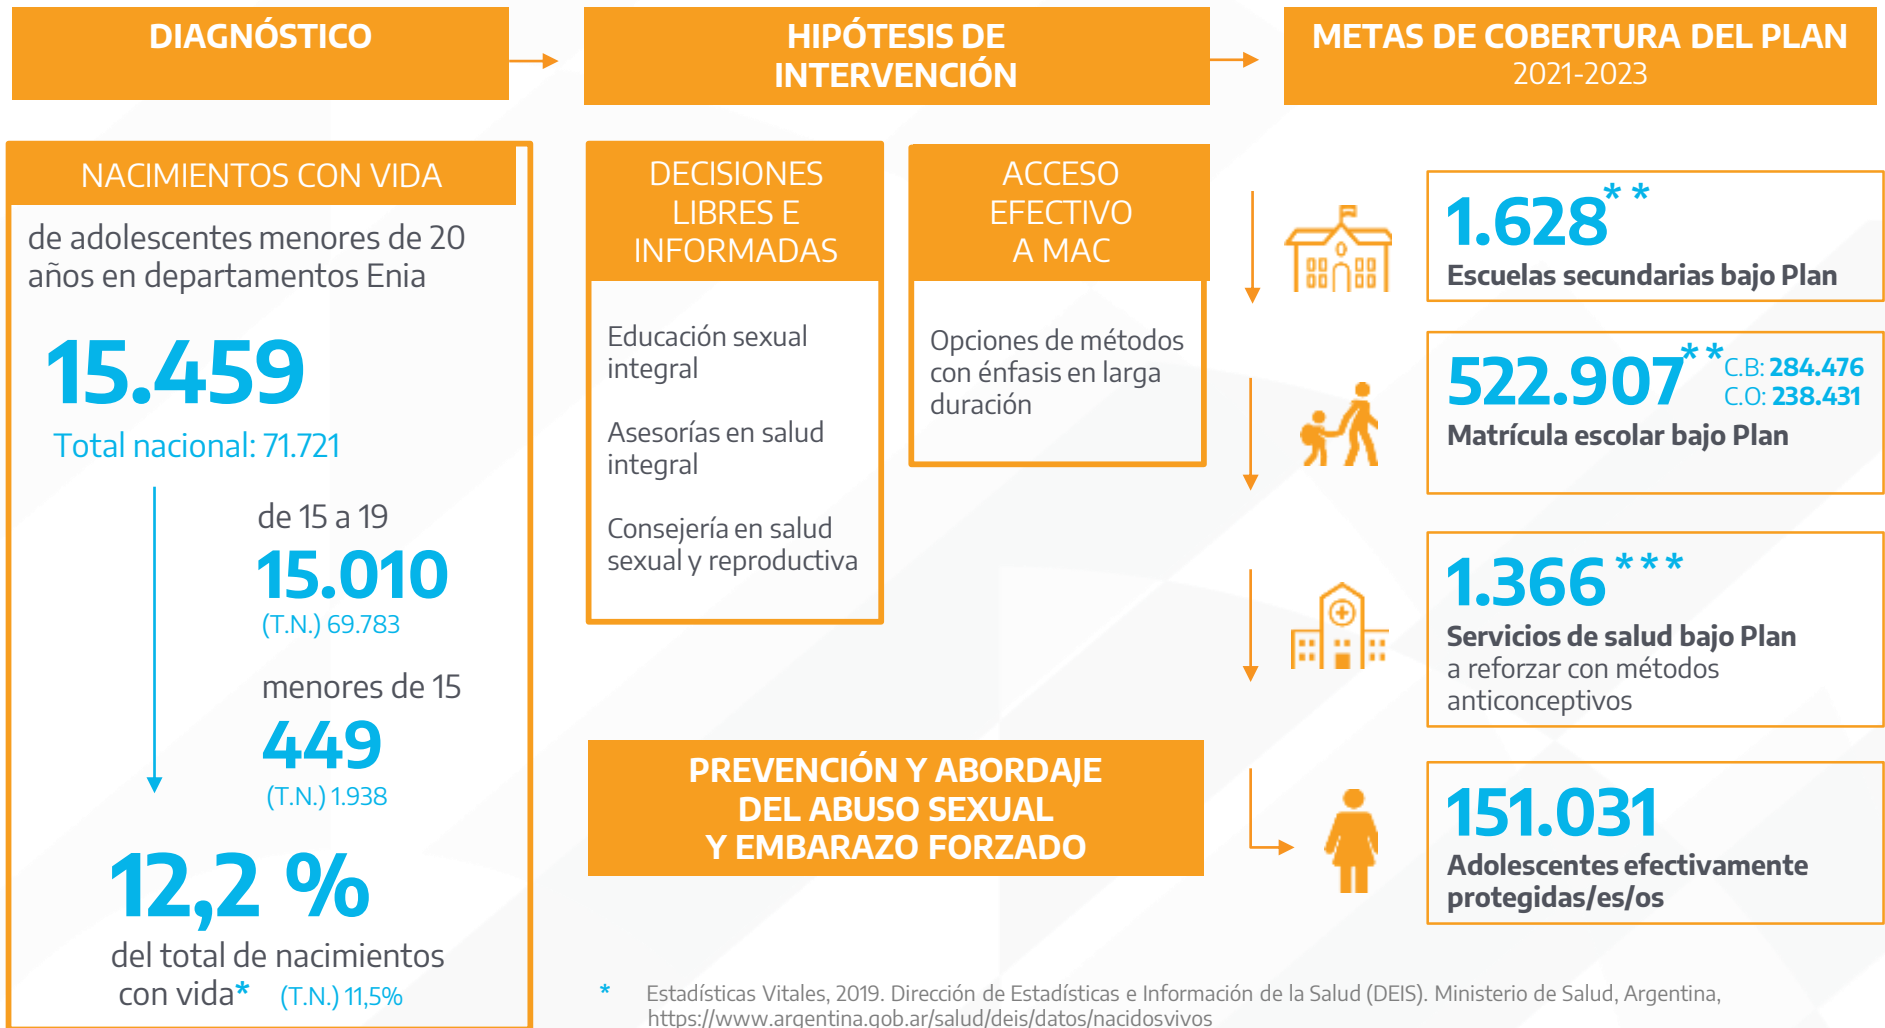 DIAGNÓSTICO
HIPÓTESIS DE
INTERVENCIÓN
METAS DE COBERTURA DEL PLAN
2021-2023
NACIMIENTOS CON VIDA
de adolescentes menores de 20
años en departamentos Enia
15.459
Total nacional: 71.721
de 15 a 19
15.010
(T.N.) 69.783
menores de 15
449
(T.N.) 1.938
12,2 %
del total de nacimientos
con vida* (T.N.) 11,5%
DECISIONES
LIBRES E
INFORMADAS
Educación sexual
integral
Asesorías en salud
integral
Consejería en salud
sexual y reproductiva
ACCESO
EFECTIVO
A MAC
Opciones de métodos
con énfasis en larga
duración
PREVENCIÓN Y ABORDAJE
DEL ABUSO SEXUAL
Y EMBARAZO FORZADO
1.628**
Escuelas secundarias bajo Plan
522.907**
C.B: 284.476
C.O: 238.431
Matrícula escolar bajo Plan
1.366***
Servicios de salud bajo Plan
a reforzar con métodos
anticonceptivos
151.031
Adolescentes efectivamente
protegidas/es/os
* Estadísticas Vitales, 2019. Dirección de Estadísticas e Información de la Salud (DEIS). Ministerio de Salud, Argentina,
https://www.argentina.gob.ar/salud/deis/datos/nacidosvivos